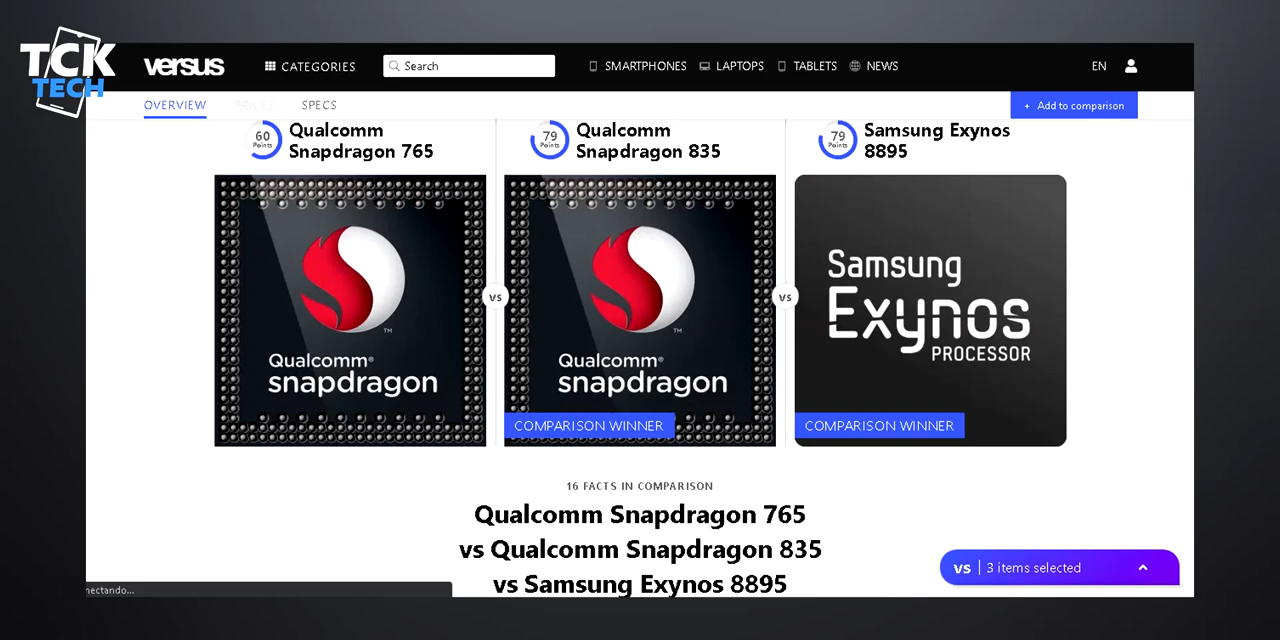 TCK
TECH
versus
CATEGORIES
Search
SMARTPHONES
LAPTOPS
TABLETS
NEWS
EN
OVERVIEW
PRICES
SPECS
+ Add to comparison
60
Points
Qualcomm
Snapdragon 765
79
Points
Qualcomm
Snapdragon 835
79
Points
Samsung Exynos
8895
Qualcomm®
snapdragon
TM
vs
Qualcomm®
snapdragon
TM
COMPARISON WINNER
vs
Samsung
Exynos
PROCESSOR
COMPARISON WINNER
16 FACTS IN COMPARISON
Qualcomm Snapdragon 765
vs Qualcomm Snapdragon 835
vs Samsung Exynos 8895
vs 3 items selected
nectando...